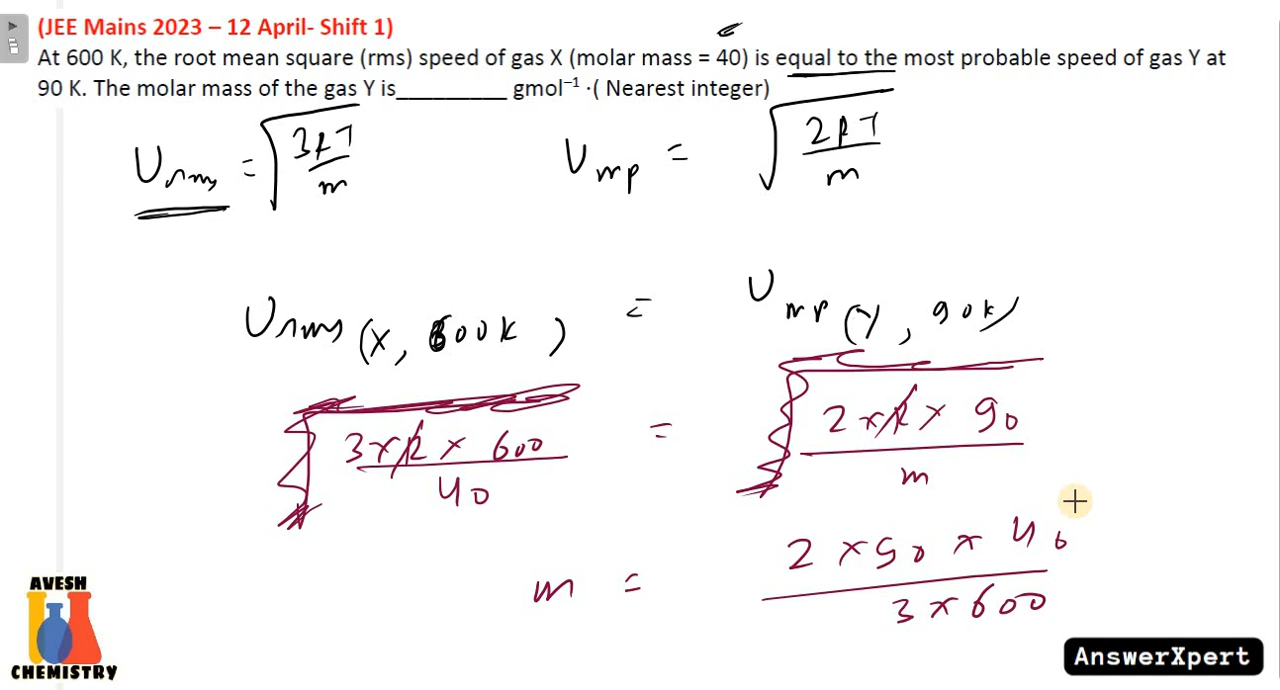 (JEE Mains 2023 – 12 April- Shift 1)
At 600 K, the root mean square (rms) speed of gas X (molar mass = 40) is equal to the most probable speed of gas Y at
90 K. The molar mass of the gas Y is__________ gmol⁻¹ ·( Nearest integer)
Urms = √(3RT/m) Ump = √(2RT/m)
Urms (X, 600K) = Ump (Y, 90K)
√(3×R×600/40) = √(2×R×90/m)
m = 2×90×40/3×600
AVESH
CHEMISTRY
AnswerXpert